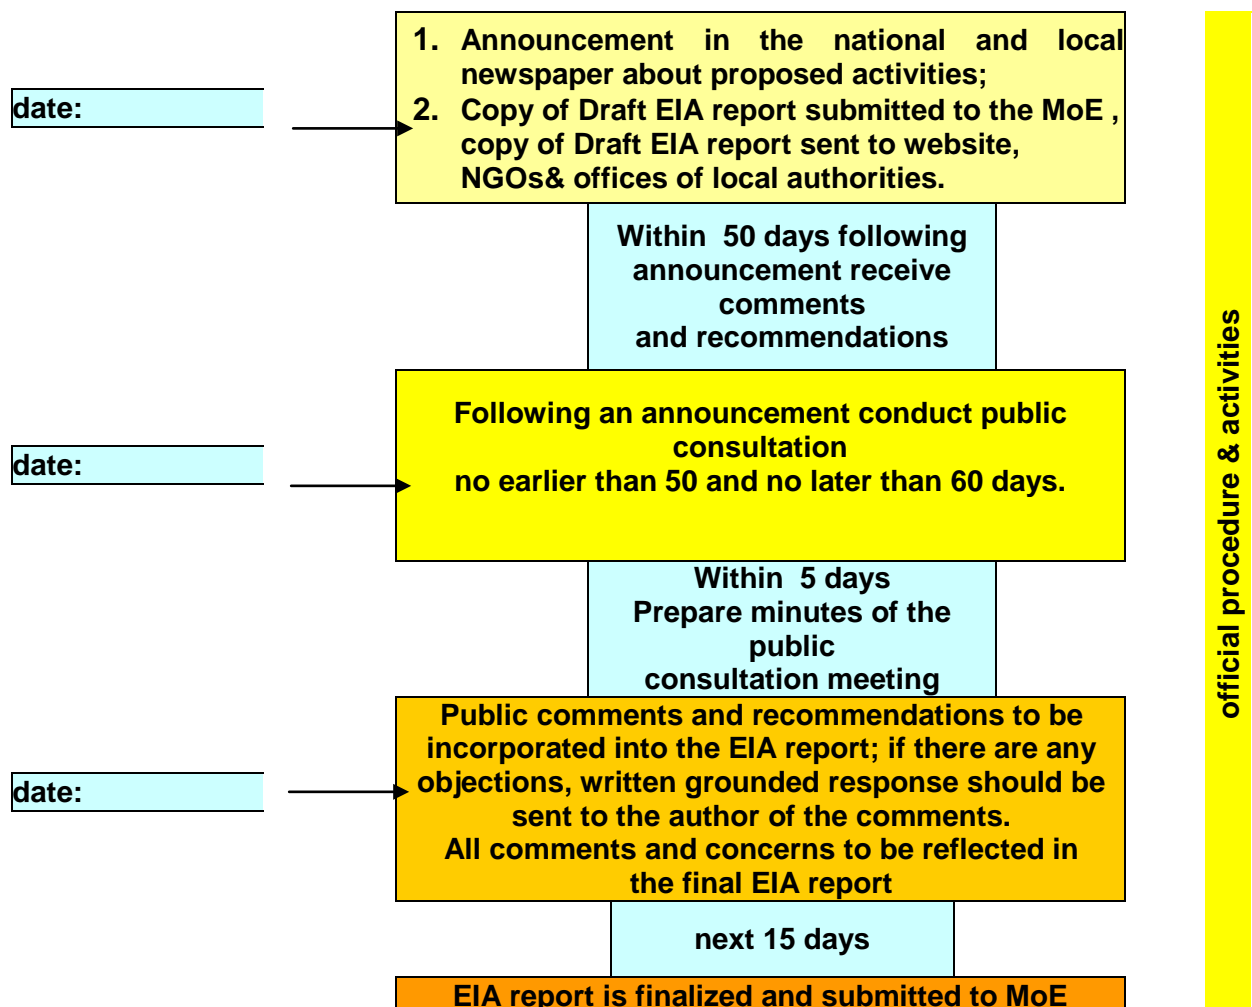 1. Announcement in the national and local
newspaper about proposed activities;
date:
2. Copy of Draft EIA report submitted to the MoE ,
copy of Draft EIA report sent to website,
NGOs& offices of local authorities.
Within 50 days following
announcement receive
comments
and recommendations
Following an announcement conduct public
consultation
date:
no earlier than 50 and no later than 60 days.
Within 5 days
Prepare minutes of the
public
consultation meeting
Public comments and recommendations to be
incorporated into the EIA report; if there are any
date:
objections, written grounded response should be
sent to the author of the comments.
All comments and concerns to be reflected in
the final EIA report
next 15 days
EIA report is finalized and submitted to MoE
official procedure & activities